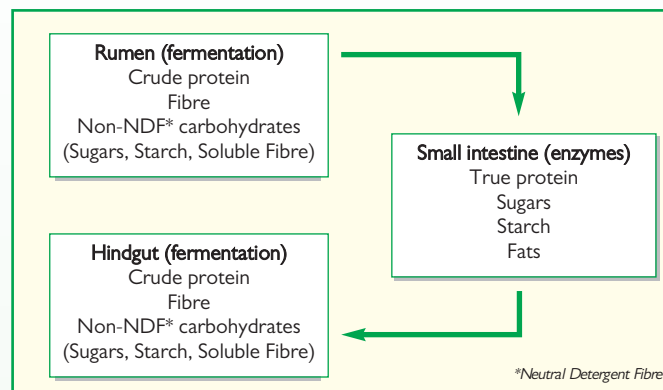 Rumen (fermentation)
Crude protein
Fibre
Non-NDF* carbohydrates
(Sugars, Starch, Soluble Fibre)
Small intestine (enzymes)
True protein
Sugars
Starch
Fats
Hindgut (fermentation)
Crude protein
Fibre
Non-NDF* carbohydrates
(Sugars, Starch, Soluble Fibre)
*Neutral Detergent Fibre